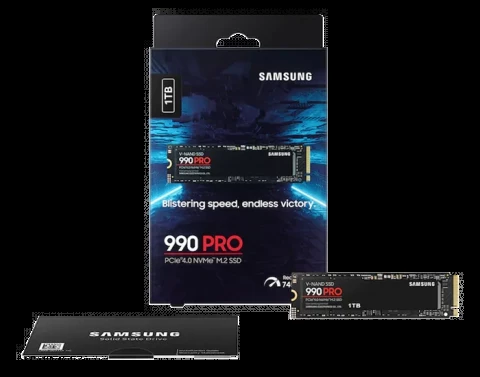 SAMSUNG
1TB
V-NAND SSD
990 PRO
SAMSUNG
Blistering speed, endless victory.
990 PRO
PCIe® 4.0 NVMe™ M.2 SSD
V-NAND SSD
990 PRO
SAMSUNG
1TB
SAMSUNG
Solid State Drive